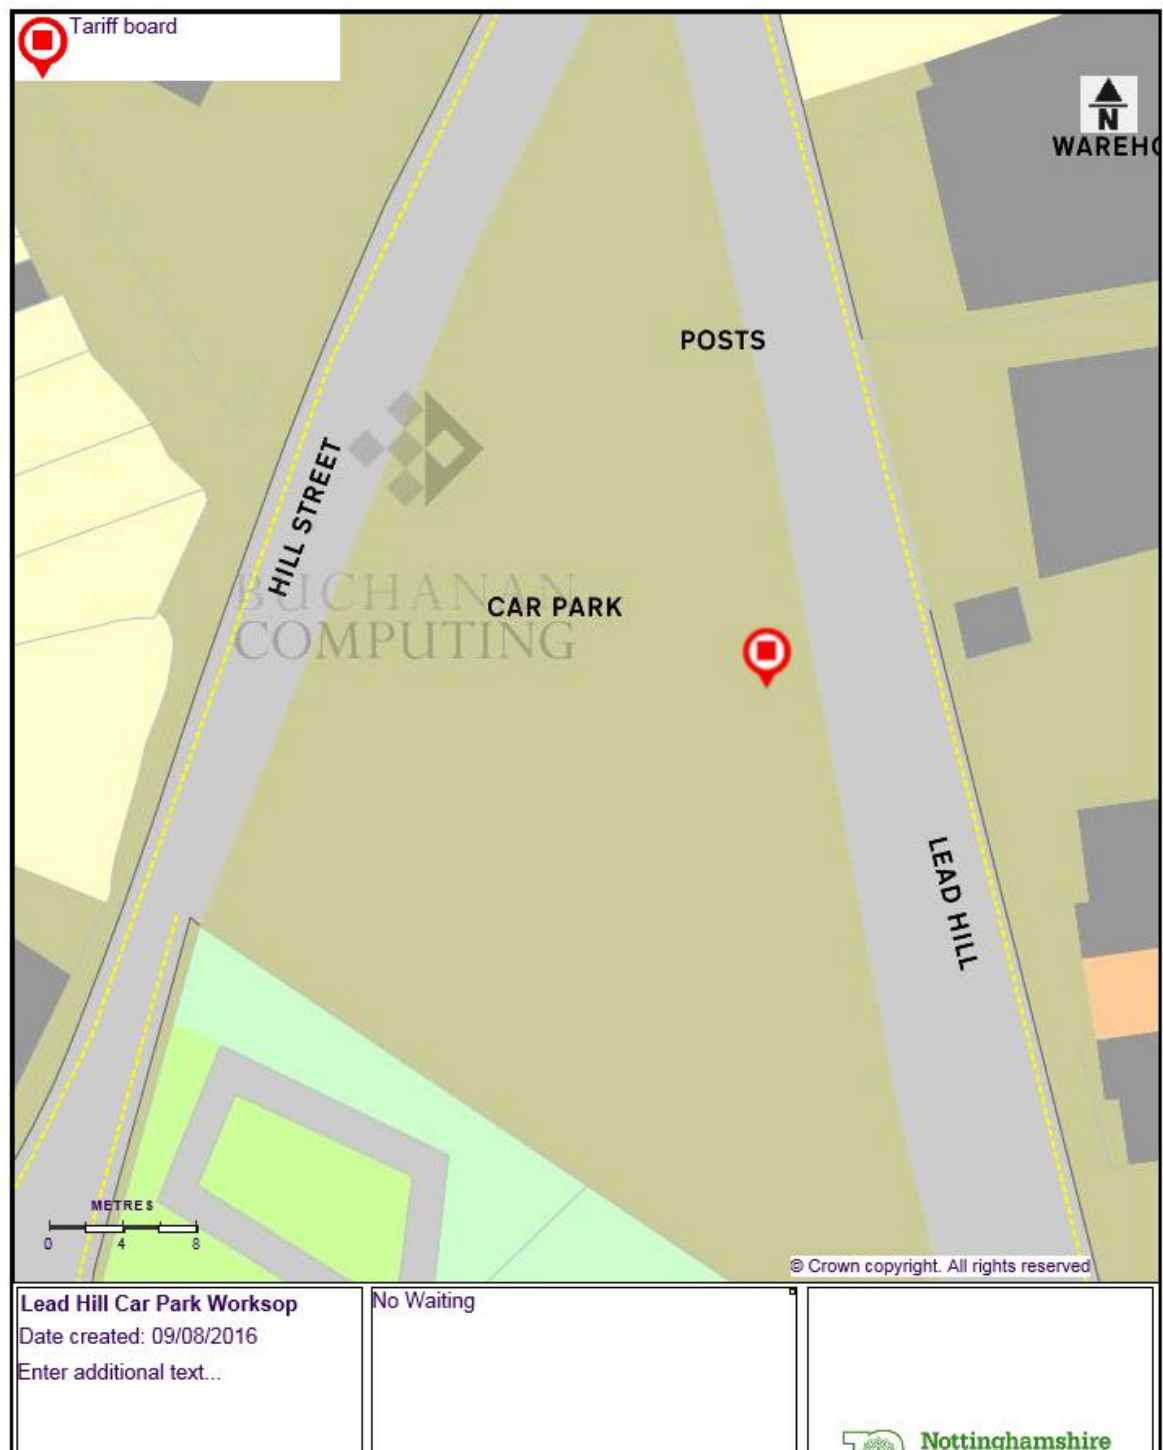 Tariff board
N
WAREHO
POSTS
HILL STREET
BUCHANAN
COMPUTING
CAR PARK
LEAD HILL
METRES
0 4 8
© Crown copyright. All rights reserved
Lead Hill Car Park Worksop
Date created: 09/08/2016
Enter additional text...
No Waiting
Nottinghamshire